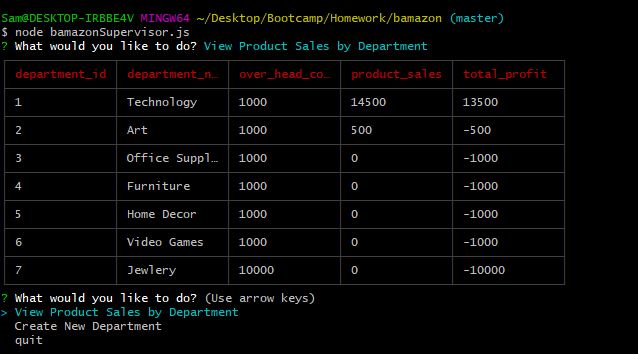 Sam@DESKTOP-IRBBE4V MINGW64 ~/Desktop/Bootcamp/Homework/bamazon (master)
$ node bamazonSupervisor.js
? What would you like to do? View Product Sales by Department
department_id department_n… over_head_co… product_sales total_profit
1 Technology 1000 14500 13500
2 Art 1000 500 -500
3 Office Suppl… 1000 0 -1000
4 Furniture 1000 0 -1000
5 Home Decor 1000 0 -1000
6 Video Games 1000 0 -1000
7 Jewlery 10000 0 -10000
? What would you like to do? (Use arrow keys)
> View Product Sales by Department
Create New Department
quit